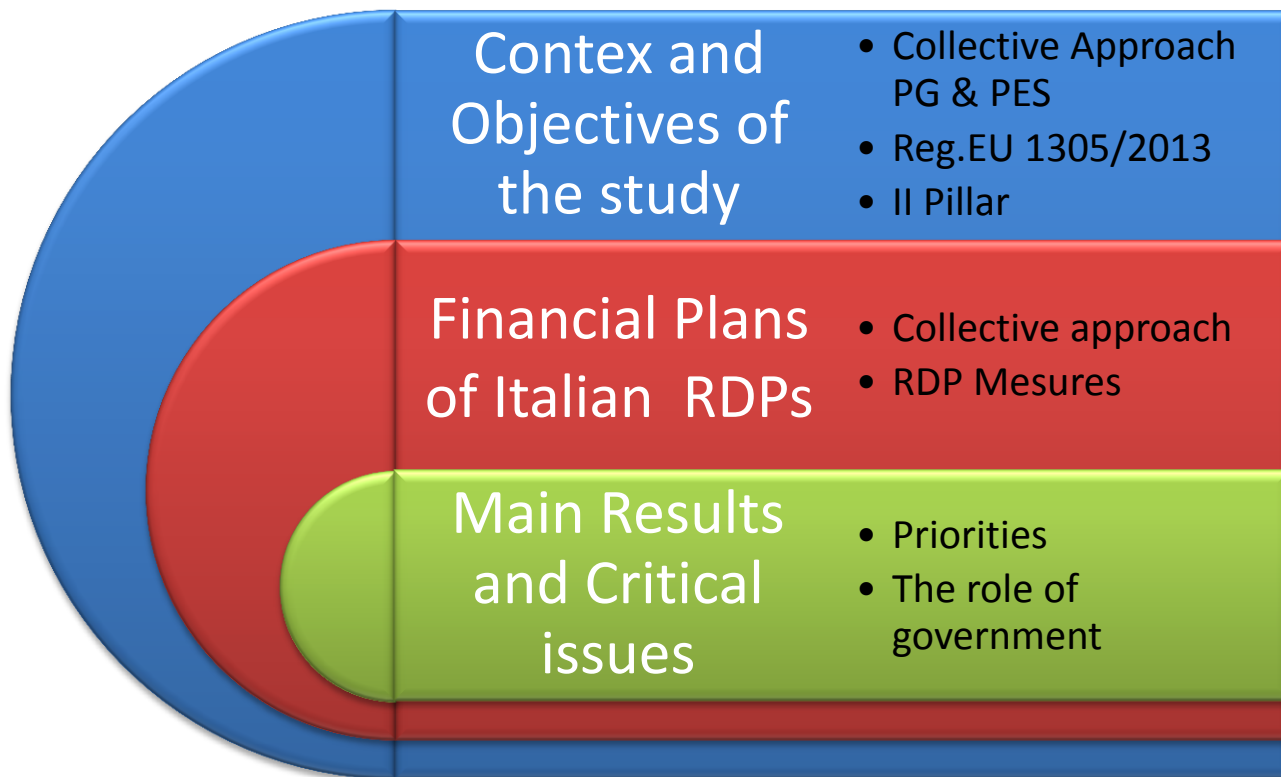 Contex and
Objectives of
the study
• Collective Approach
PG & PES
• Reg.EU 1305/2013
• II Pillar
Financial Plans
of Italian  RDPs
• Collective approach
• RDP Mesures
Main Results
and Critical
issues
• Priorities
• The role of
government